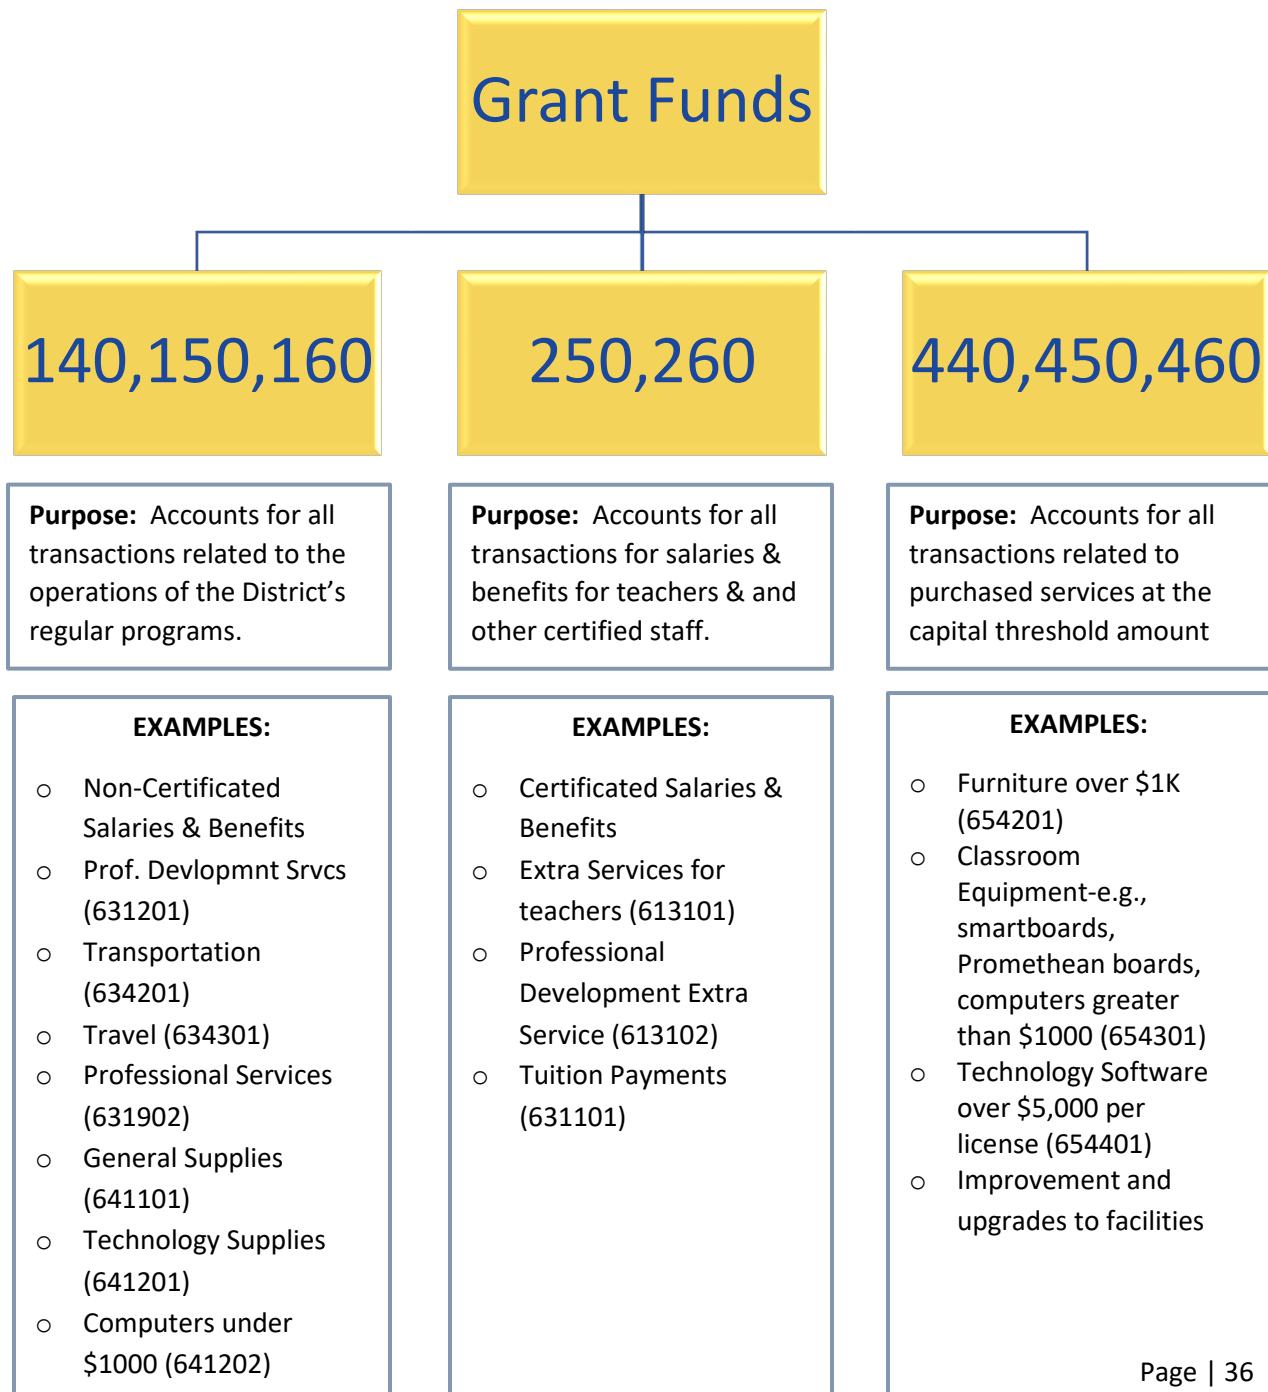 Grant Funds
140,150,160
250,260
440,450,460
Purpose:  Accounts for all
transactions related to the
operations of the District’s
regular programs.
Purpose:  Accounts for all
transactions for salaries &
benefits for teachers & and
other certified staff.
Purpose:  Accounts for all
transactions related to
purchased services at the
capital threshold amount
EXAMPLES:
o Non-Certificated
Salaries & Benefits
o Prof. Devlopmnt Srvcs
(631201)
o Transportation
(634201)
o Travel (634301)
o Professional Services
(631902)
o General Supplies
(641101)
o Technology Supplies
(641201)
o Computers under
$1000 (641202)
EXAMPLES:
o Certificated Salaries &
Benefits
o Extra Services for
teachers (613101)
o Professional
Development Extra
Service (613102)
o Tuition Payments
(631101)
EXAMPLES:
o Furniture over $1K
(654201)
o Classroom
Equipment-e.g.,
smartboards,
Promethean boards,
computers greater
than $1000 (654301)
o Technology Software
over $5,000 per
license (654401)
o Improvement and
upgrades to facilities
Page | 36